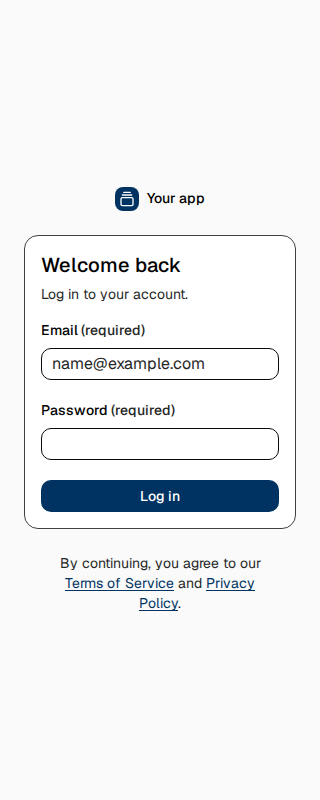 Your app
Welcome back
Log in to your account.
Email (required)
name@example.com
Password (required)
Log in
By continuing, you agree to our
Terms of Service and Privacy
Policy.